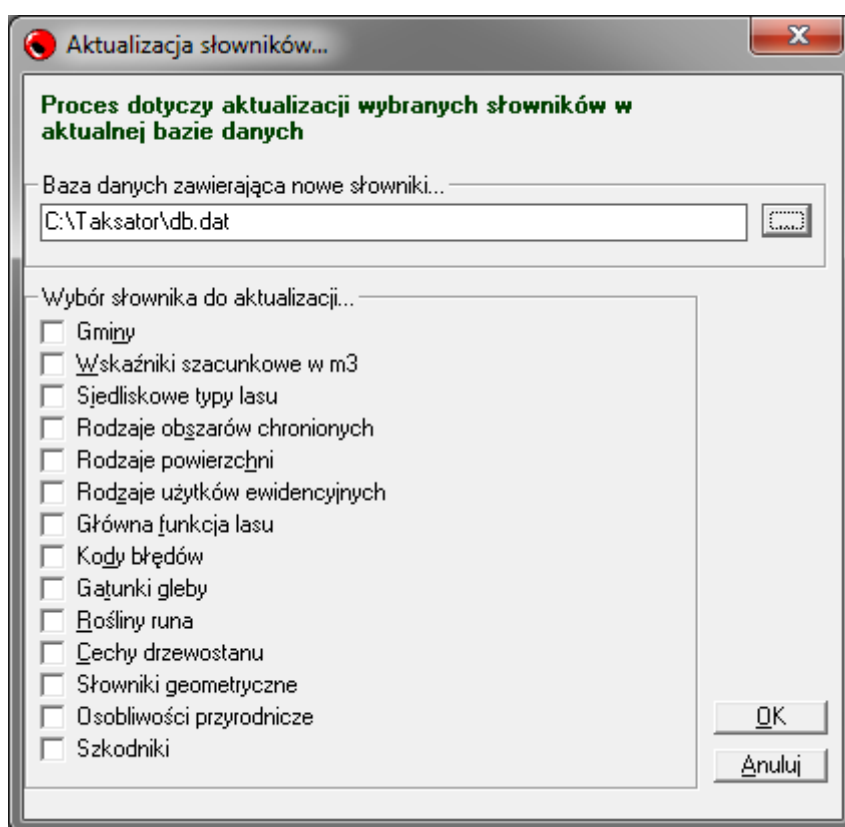 Aktualizacja słowników...
Proces dotyczy aktualizacji wybranych słowników w
aktualnej bazie danych
Baza danych zawierająca nowe słowniki...
C:\Taksator\db.dat
...
Wybór słownika do aktualizacji...
Gminy
Wskaźniki szacunkowe w m3
Siedliskowe typy lasu
Rodzaje obszarów chronionych
Rodzaje powierzchni
Rodzaje użytków ewidencyjnych
Główna funkcja lasu
Kody błędów
Gatunki gleby
Rośliny runa
Cechy drzewostanu
Słowniki geometryczne
Osobliwości przyrodnicze
Szkodniki
OK
Anuluj